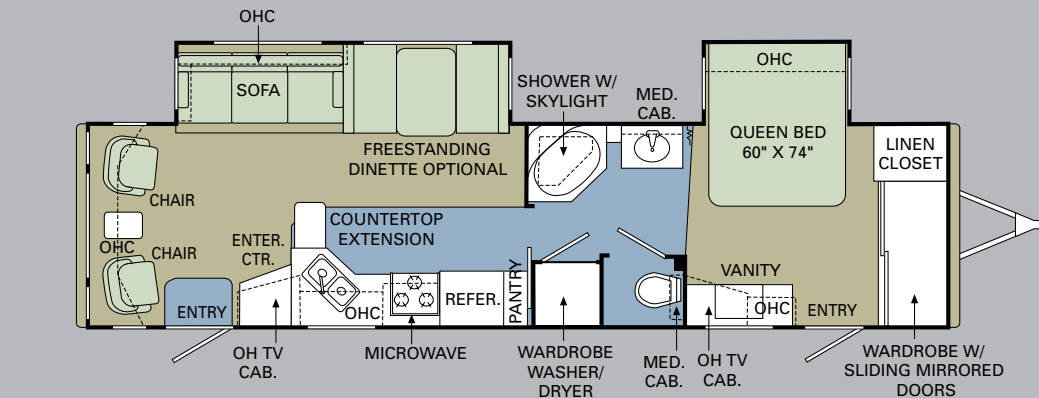 OHC
SOFA
SHOWER W/
SKYLIGHT
MED.
CAB.
OHC
QUEEN BED
60" X 74"
LINEN
CLOSET
FREESTANDING
DINETTE OPTIONAL
CHAIR
OHC
CHAIR
COUNTERTOP
EXTENSION
ENTER.
CTR.
ENTRY
OHC
REFER.
PANTRY
VANITY
OHC
ENTRY
OH TV
CAB.
MICROWAVE
WARDROBE
WASHER/
DRYER
MED.
CAB.
OH TV
CAB.
WARDROBE W/
SLIDING MIRRORED
DOORS